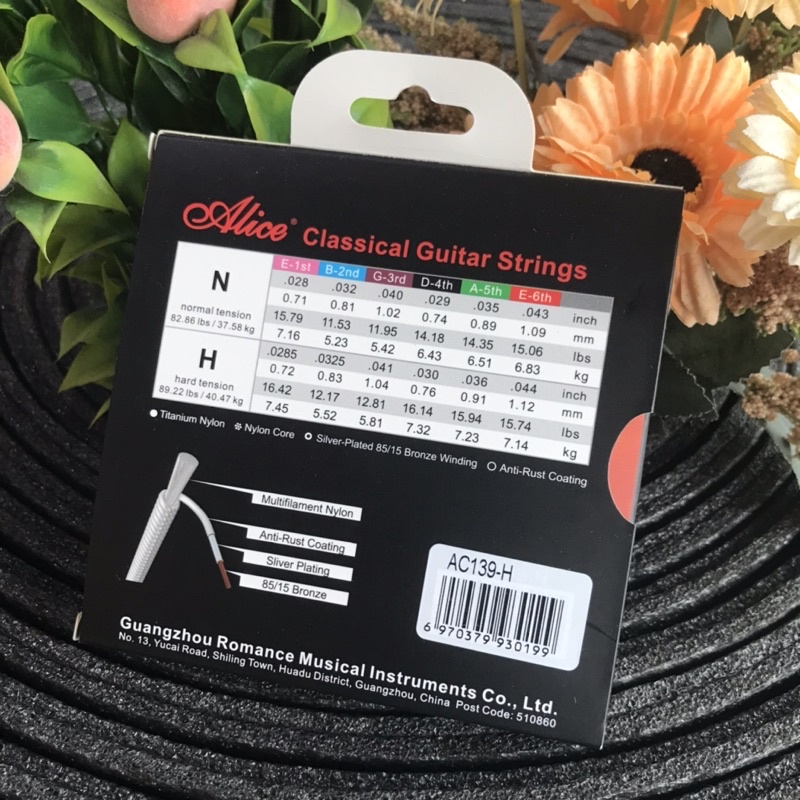 Alice® Classical Guitar Strings
E-1st B-2nd G-3rd D-4th A-5th E-6th
N
normal tension
82.86 lbs / 37.58 kg
.028 .032 .040 .029 .035 .043 inch
0.71 0.81 1.02 0.74 0.89 1.09 mm
15.79 11.53 11.95 14.18 14.35 15.06 lbs
7.16 5.23 5.42 6.43 6.51 6.83 kg
H
hard tension
89.22 lbs / 40.47 kg
.0285 .0325 .041 .030 .036 .044 inch
0.72 0.83 1.04 0.76 0.91 1.12 mm
16.42 12.17 12.81 16.14 15.94 15.74 lbs
7.45 5.52 5.81 7.32 7.23 7.14 kg
Titanium Nylon Nylon Core Silver-Plated 85/15 Bronze Winding Anti-Rust Coating
Multifilament Nylon
Anti-Rust Coating
Sliver Plating
85/15 Bronze
AC139-H
6 970379 930199
Guangzhou Romance Musical Instruments Co., Ltd.
No. 13, Yucai Road, Shiling Town, Huadu District, Guangzhou, China Post Code: 510860